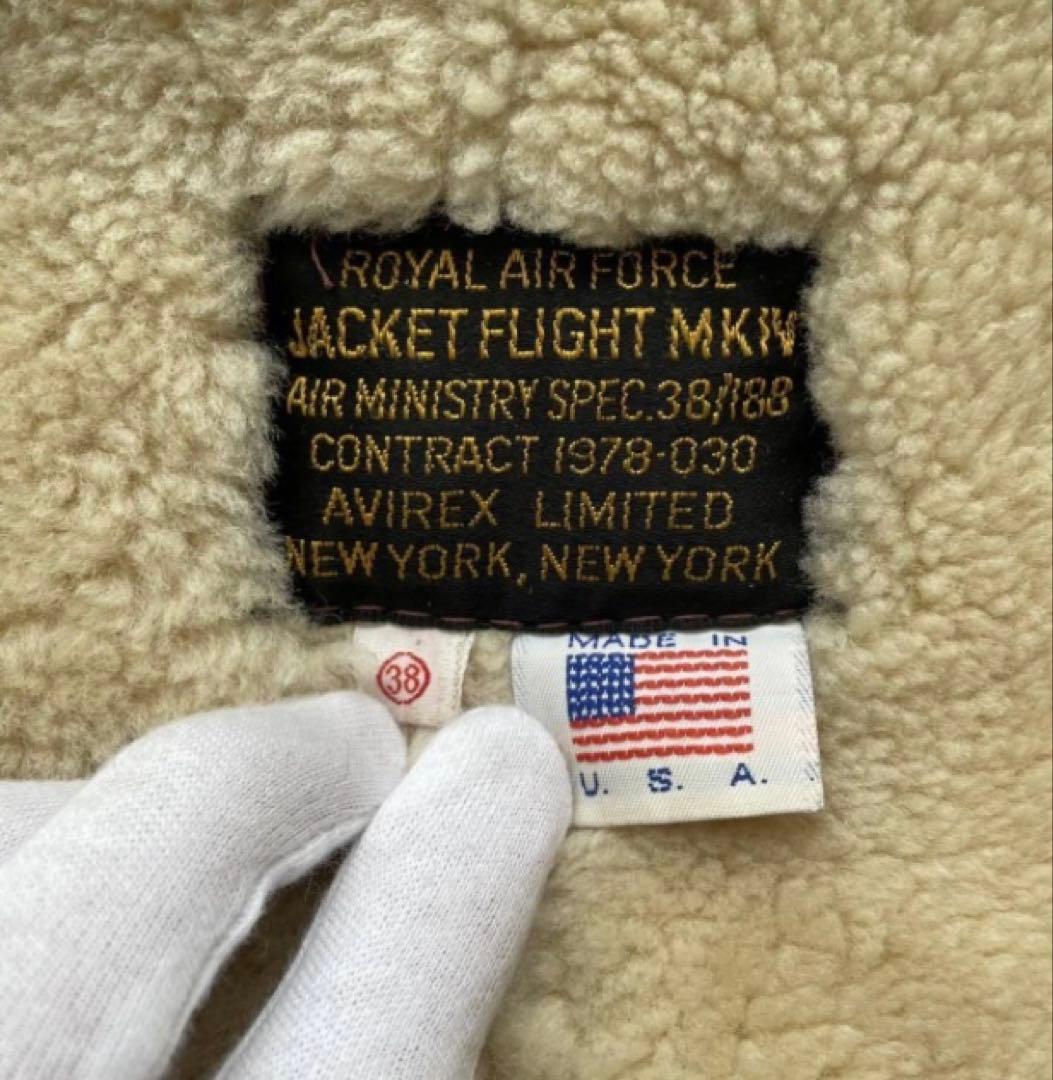 ROYAL AIR FORCE
JACKET FLIGHT MKIV
AIR MINISTRY SPEC.38/188
CONTRACT 1978-030
AVIREX LIMITED
NEW YORK, NEW YORK
38
MADE IN
U. S. A.